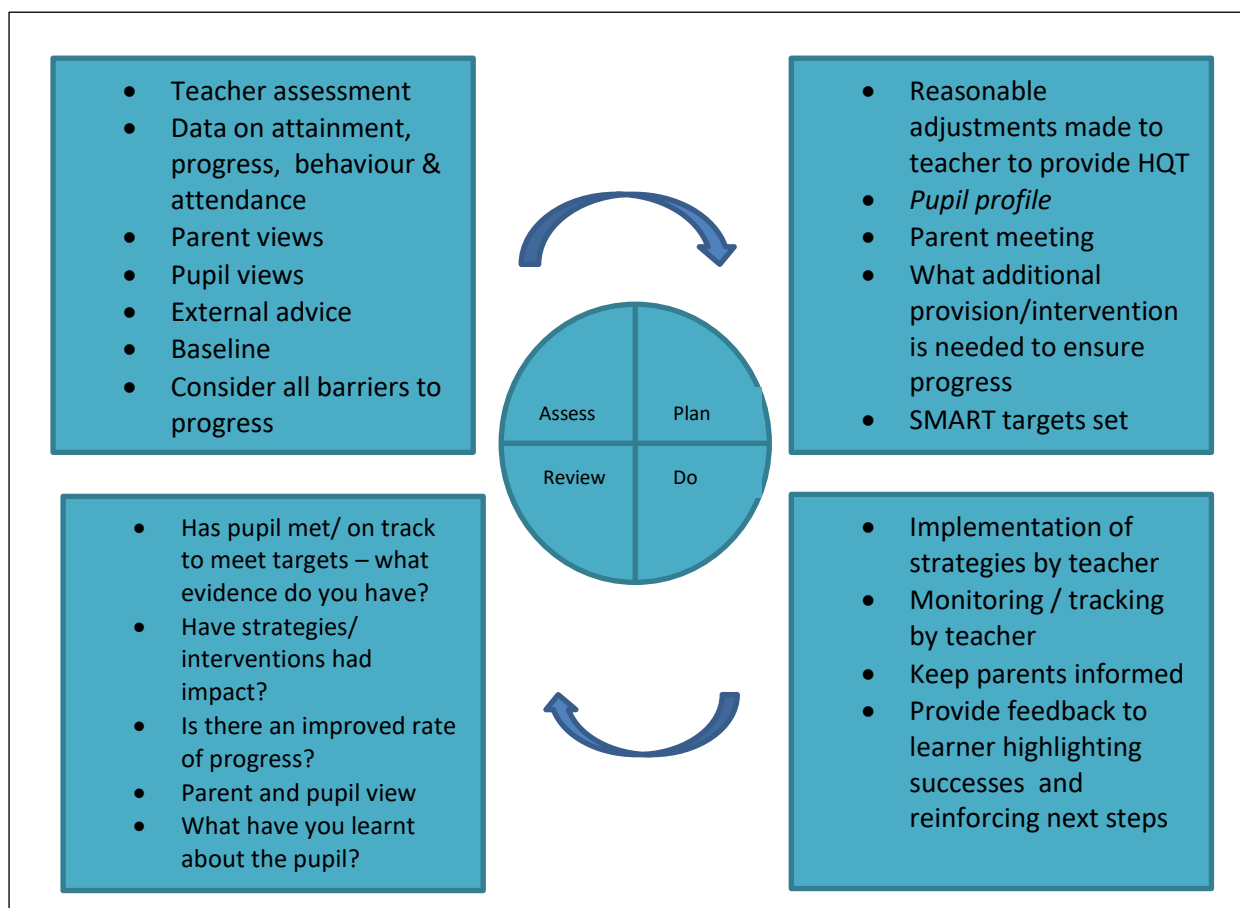 • Teacher assessment
• Data on attainment,
progress,  behaviour &
attendance
• Parent views
• Pupil views
• External advice
• Baseline
• Consider all barriers to
progress
• Reasonable
adjustments made to
teacher to provide HQT
• Pupil profile
• Parent meeting
• What additional
provision/intervention
is needed to ensure
progress
• SMART targets set
Assess
Plan
Review
Do
• Has pupil met/ on track
to meet targets – what
evidence do you have?
• Have strategies/
interventions had
impact?
• Is there an improved rate
of progress?
• Parent and pupil view
• What have you learnt
about the pupil?
• Implementation of
strategies by teacher
• Monitoring / tracking
by teacher
• Keep parents informed
• Provide feedback to
learner highlighting
successes  and
reinforcing next steps